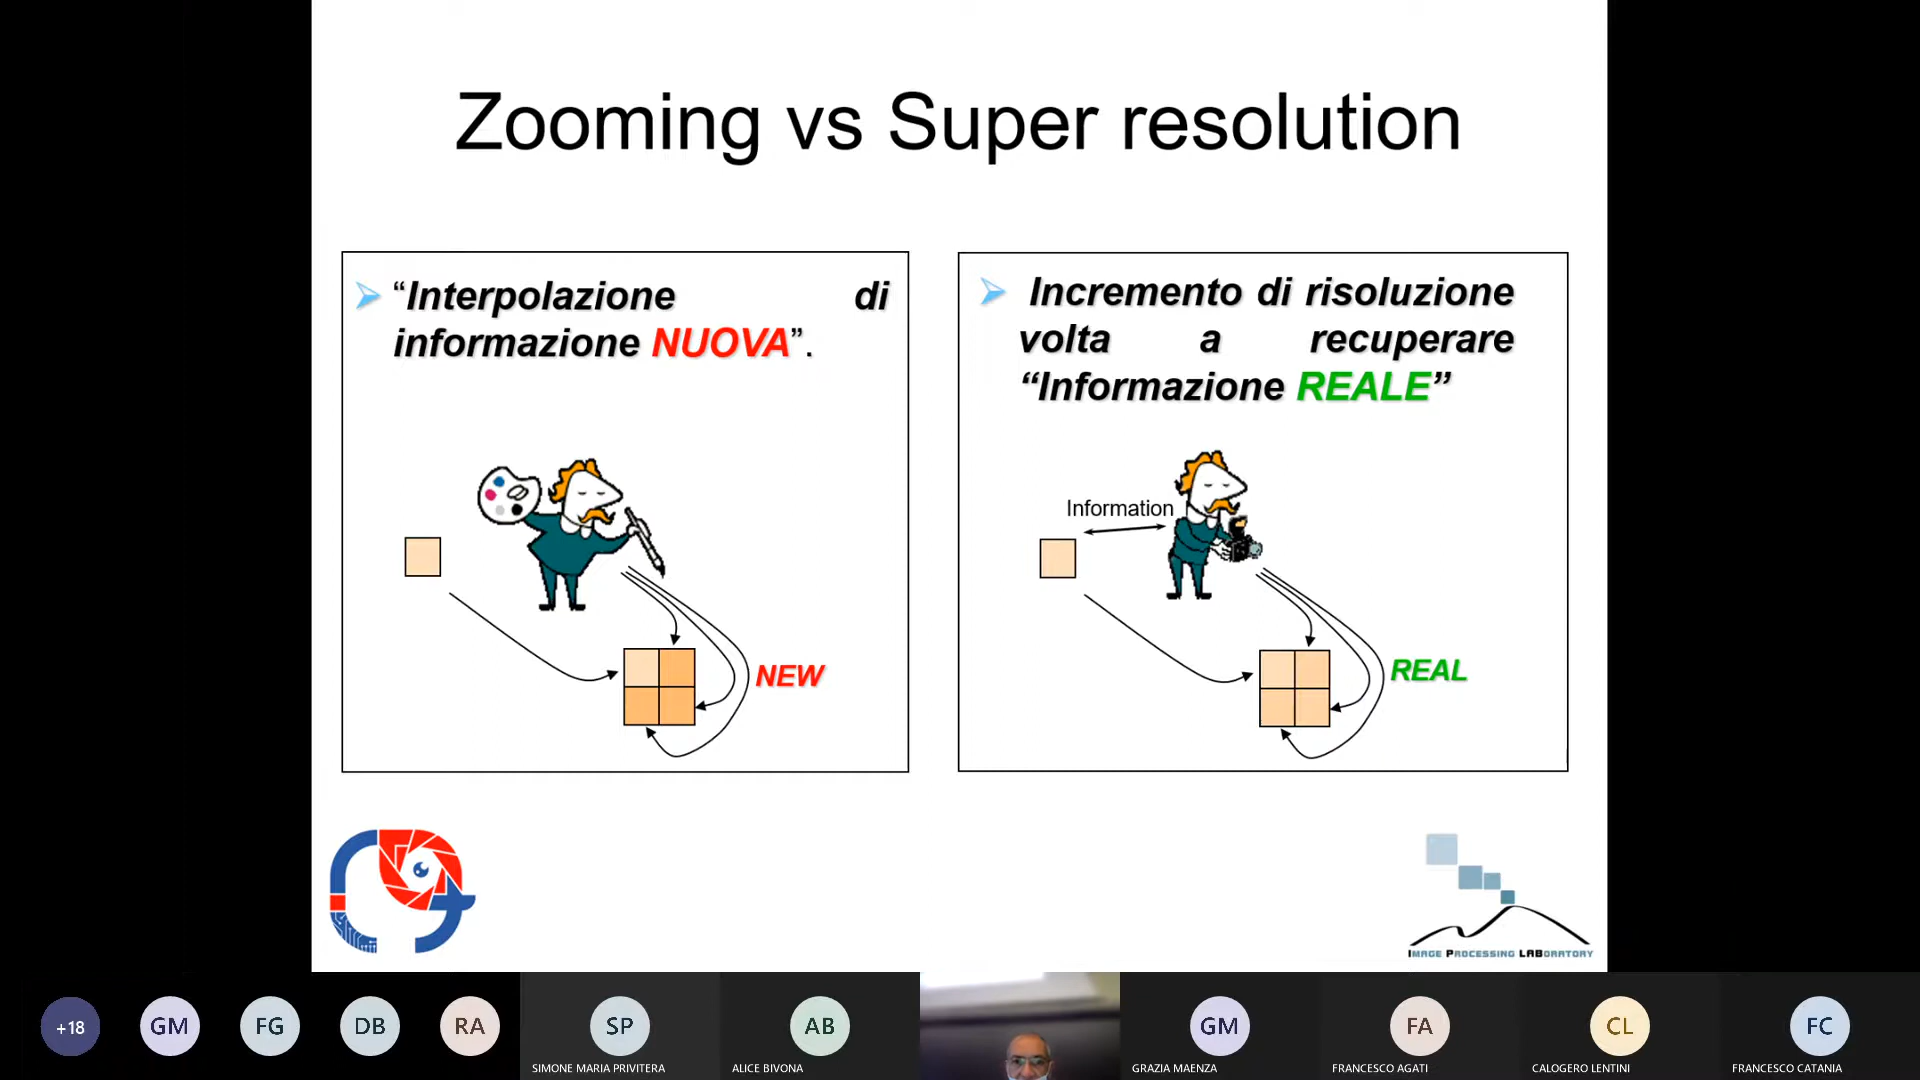 Zooming vs Super resolution
“Interpolazione di
informazione NUOVA”.
NEW
Incremento di risoluzione
volta a recuperare
“Informazione REALE”
Information
REAL
IMAGE PROCESSING LABORATORY
+18
GM
FG
DB
RA
SP
SIMONE MARIA PRIVITERA
AB
ALICE BIVONA
GM
GRAZIA MAENZA
FA
FRANCESCO AGATI
CL
CALOGERO LENTINI
FC
FRANCESCO CATANIA